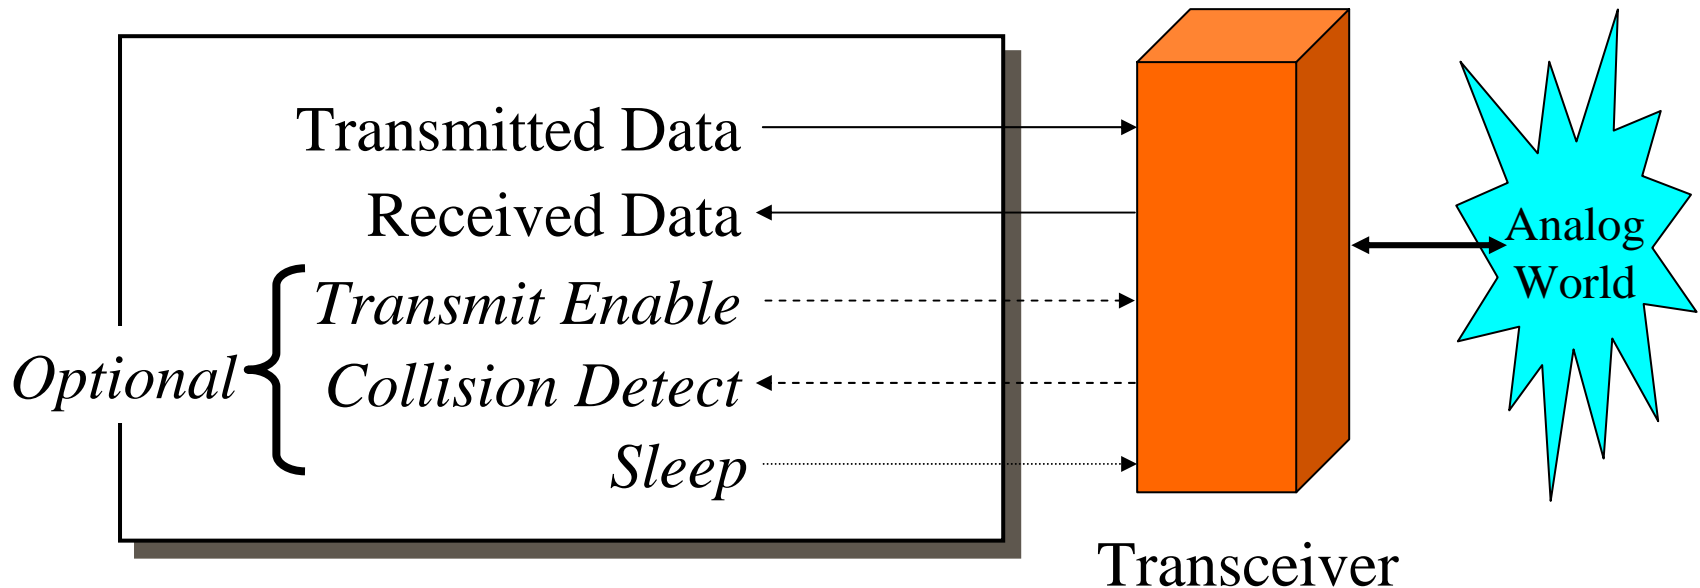 Transmitted Data
Received Data
Transmit Enable
Optional
Collision Detect
Sleep
Analog
World
Transceiver